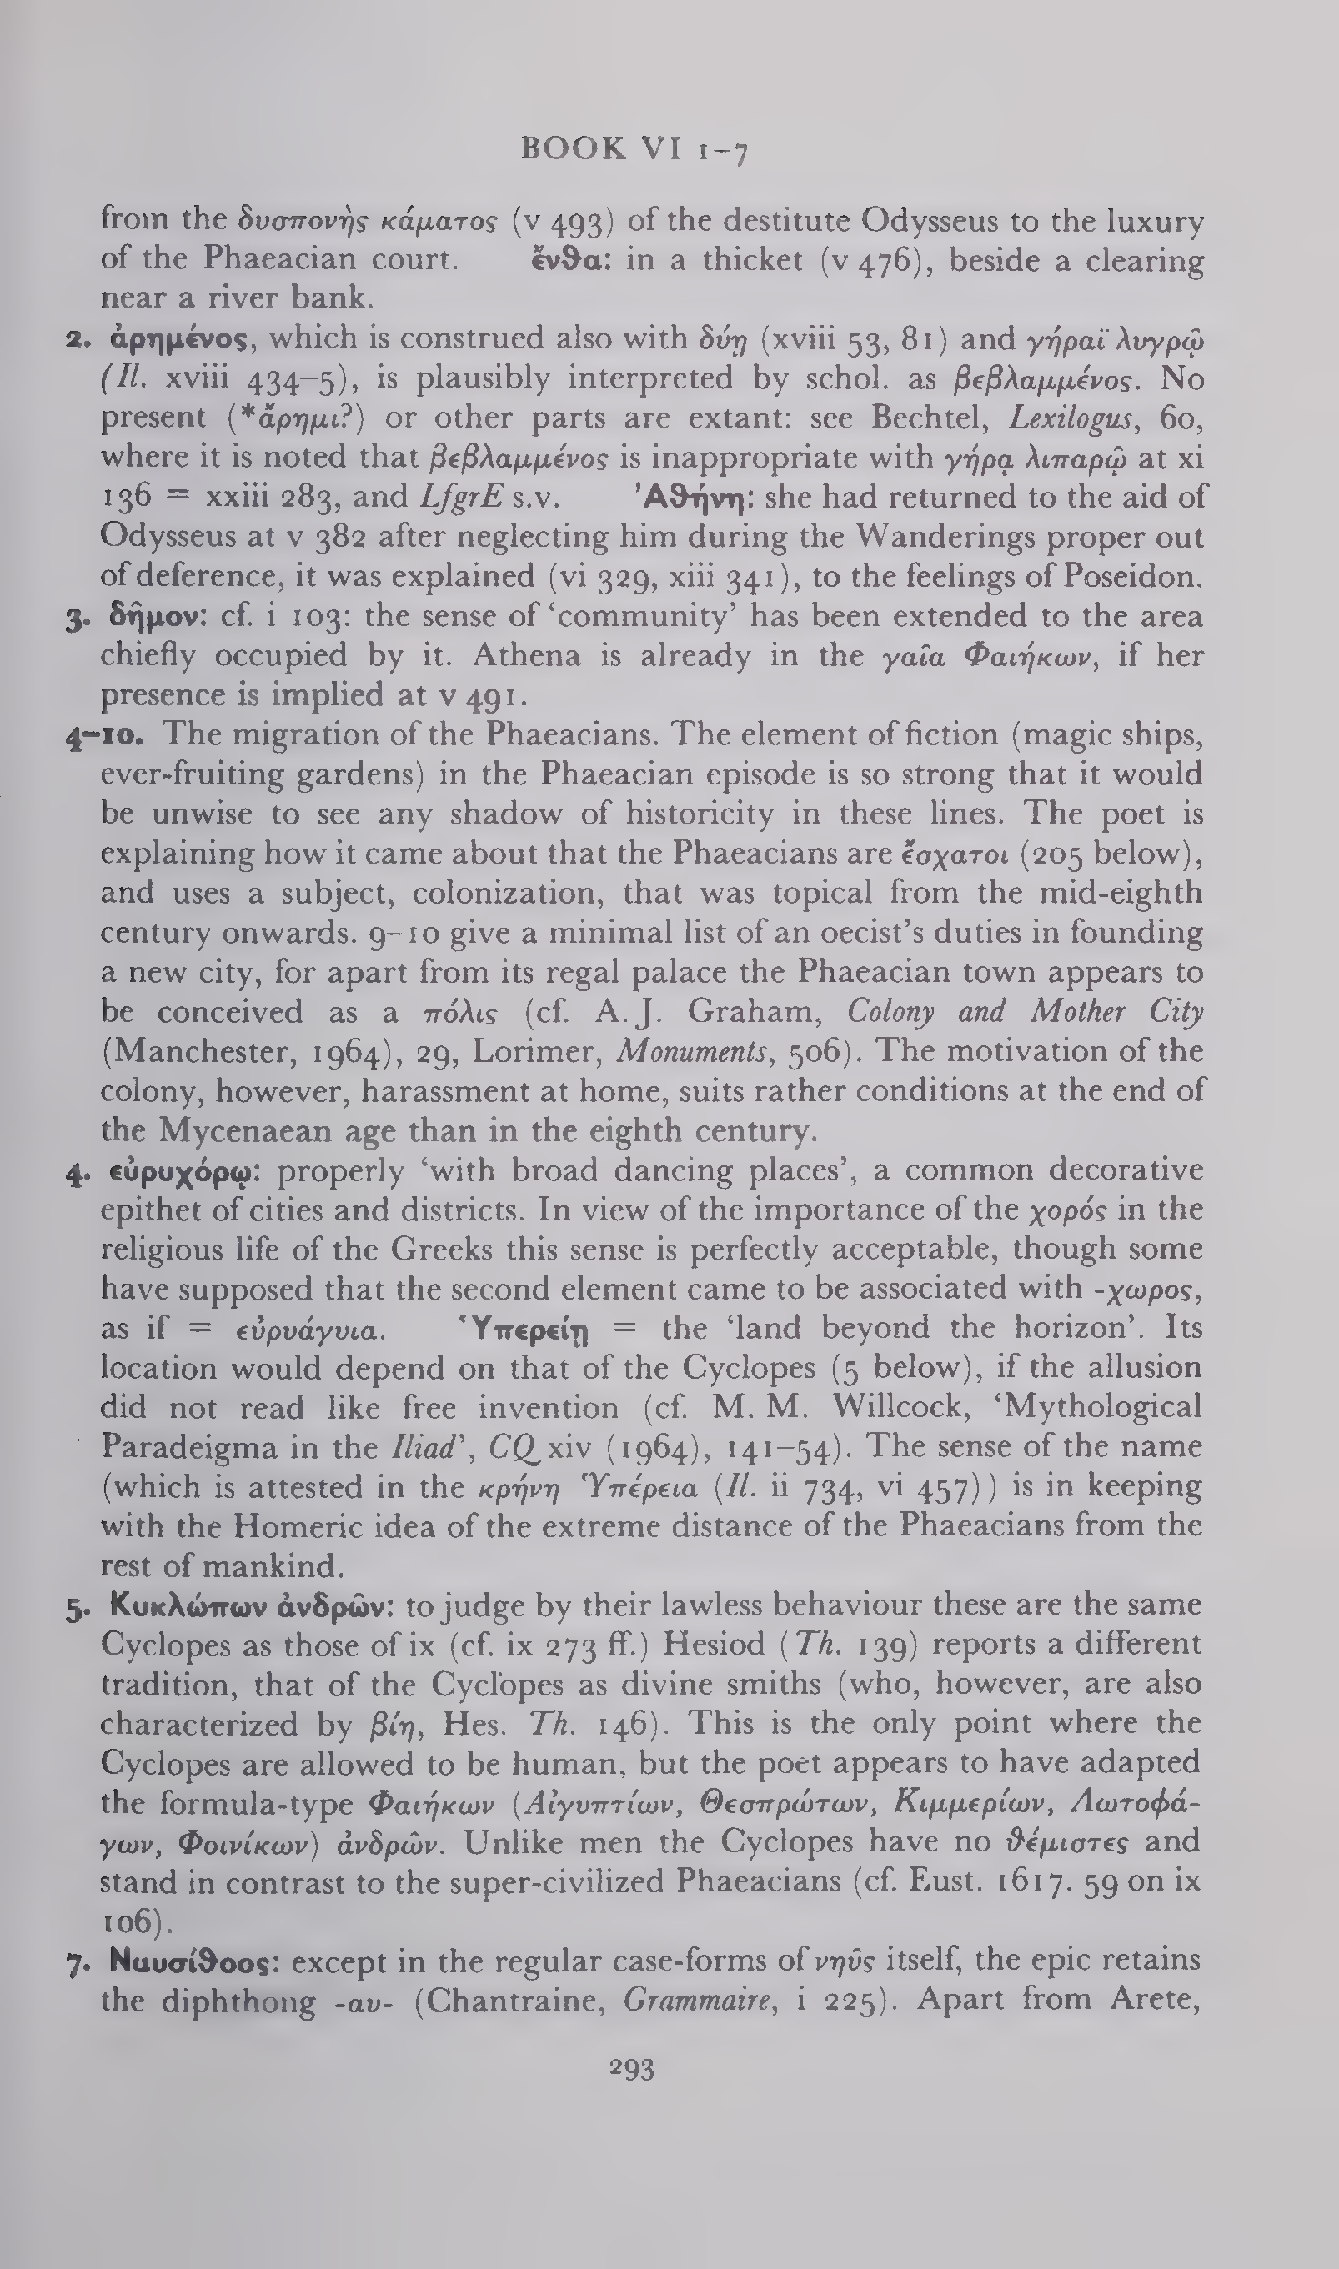 BOOK VI 1–7
from the δυσπονὴς κάματος (v 493) of the destitute Odysseus to the luxury
of the Phaeacian court. ἔνϑα: in a thicket (v 476), beside a clearing
near a river bank.
2. ἀρημένος, which is construed also with δύῃ (xviii 53, 81) and γήραϊ λυγρῷ
(Il. xviii 434–5), is plausibly interpreted by schol. as βεβλαμμένος. No
present (*ἄρημι?) or other parts are extant: see Bechtel, Lexilogus, 60,
where it is noted that βεβλαμμένος is inappropriate with γήρᾳ λιπαρῷ at xi
136 = xxiii 283, and LfgrE s.v. Ἀϑήνη: she had returned to the aid of
Odysseus at v 382 after neglecting him during the Wanderings proper out
of deference, it was explained (vi 329, xiii 341), to the feelings of Poseidon.
3. δῆμον: cf. i 103: the sense of ‘community’ has been extended to the area
chiefly occupied by it. Athena is already in the γαῖα Φαιήκων, if her
presence is implied at v 491.
4–10. The migration of the Phaeacians. The element of fiction (magic ships,
ever-fruiting gardens) in the Phaeacian episode is so strong that it would
be unwise to see any shadow of historicity in these lines. The poet is
explaining how it came about that the Phaeacians are ἔσχατοι (205 below),
and uses a subject, colonization, that was topical from the mid-eighth
century onwards. 9–10 give a minimal list of an oecist’s duties in founding
a new city, for apart from its regal palace the Phaeacian town appears to
be conceived as a πόλις (cf. A. J. Graham, Colony and Mother City
(Manchester, 1964), 29, Lorimer, Monuments, 506). The motivation of the
colony, however, harassment at home, suits rather conditions at the end of
the Mycenaean age than in the eighth century.
4. εὐρυχόρῳ: properly ‘with broad dancing places’, a common decorative
epithet of cities and districts. In view of the importance of the χορός in the
religious life of the Greeks this sense is perfectly acceptable, though some
have supposed that the second element came to be associated with -χωρος,
as if = εὐρυάγυια. Ὑπερείῃ = the ‘land beyond the horizon’. Its
location would depend on that of the Cyclopes (5 below), if the allusion
did not read like free invention (cf. M. M. Willcock, ‘Mythological
Paradeigma in the Iliad’, CQ xiv (1964), 141–54). The sense of the name
(which is attested in the κρήνη Ὑπέρεια (Il. ii 734, vi 457)) is in keeping
with the Homeric idea of the extreme distance of the Phaeacians from the
rest of mankind.
5. Κυκλώπων ἀνδρῶν: to judge by their lawless behaviour these are the same
Cyclopes as those of ix (cf. ix 273 ff.) Hesiod (Th. 139) reports a different
tradition, that of the Cyclopes as divine smiths (who, however, are also
characterized by βίη, Hes. Th. 146). This is the only point where the
Cyclopes are allowed to be human, but the poet appears to have adapted
the formula-type Φαιήκων (Αἰγυπτίων, Θεσπρώτων, Κιμμερίων, Λωτοφά-
γων, Φοινίκων) ἀνδρῶν. Unlike men the Cyclopes have no ϑέμιστες and
stand in contrast to the super-civilized Phaeacians (cf. Eust. 1617. 59 on ix
106).
7. Ναυσίϑοος: except in the regular case-forms of νηῦς itself, the epic retains
the diphthong -αυ- (Chantraine, Grammaire, i 225). Apart from Arete,
293